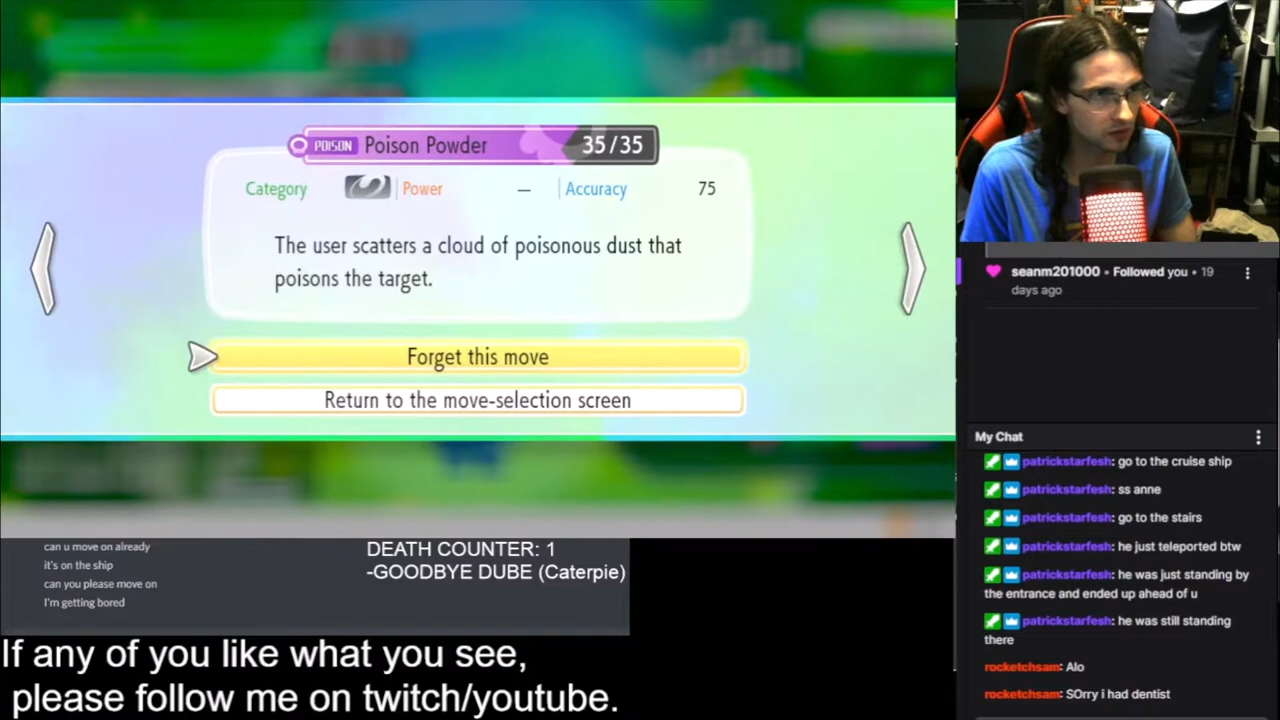 POISON Poison Powder 35/35
Category Power — Accuracy 75
The user scatters a cloud of poisonous dust that
poisons the target.
Forget this move
Return to the move-selection screen
can u move on already
it's on the ship
can you please move on
I'm getting bored
DEATH COUNTER: 1
-GOODBYE DUBE (Caterpie)
If any of you like what you see,
please follow me on twitch/youtube.
seanm201000 • Followed you • 19
days ago
My Chat
patrickstarfesh: go to the cruise ship
patrickstarfesh: ss anne
patrickstarfesh: go to the stairs
patrickstarfesh: he just teleported btw
patrickstarfesh: he was just standing by
the entrance and ended up ahead of u
patrickstarfesh: he was still standing
there
rocketchsam: Alo
rocketchsam: SOrry i had dentist